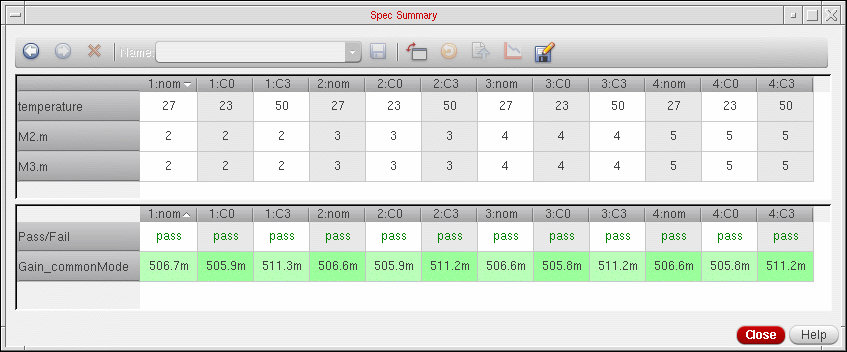 Spec Summary
Name:
1:nom 1:C0 1:C3 2:nom 2:C0 2:C3 3:nom 3:C0 3:C3 4:nom 4:C0 4:C3
temperature 27 23 50 27 23 50 27 23 50 27 23 50
M2.m 2 2 2 3 3 3 4 4 4 5 5 5
M3.m 2 2 2 3 3 3 4 4 4 5 5 5
1:nom 1:C0 1:C3 2:nom 2:C0 2:C3 3:nom 3:C0 3:C3 4:nom 4:C0 4:C3
Pass/Fail pass pass pass pass pass pass pass pass pass pass pass pass
Gain_commonMode 506.7m 505.9m 511.3m 506.6m 505.9m 511.2m 506.6m 505.8m 511.2m 506.6m 505.8m 511.2m
Close Help